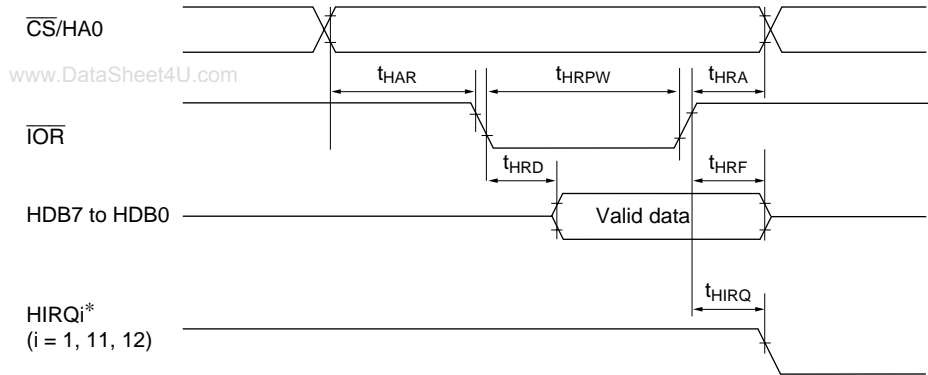 CS/HA0
www.DataSheet4U.com
tHAR tHRPW tHRA
IOR
tHRD tHRF
HDB7 to HDB0 Valid data
tHIRQ
HIRQi*
(i = 1, 11, 12)